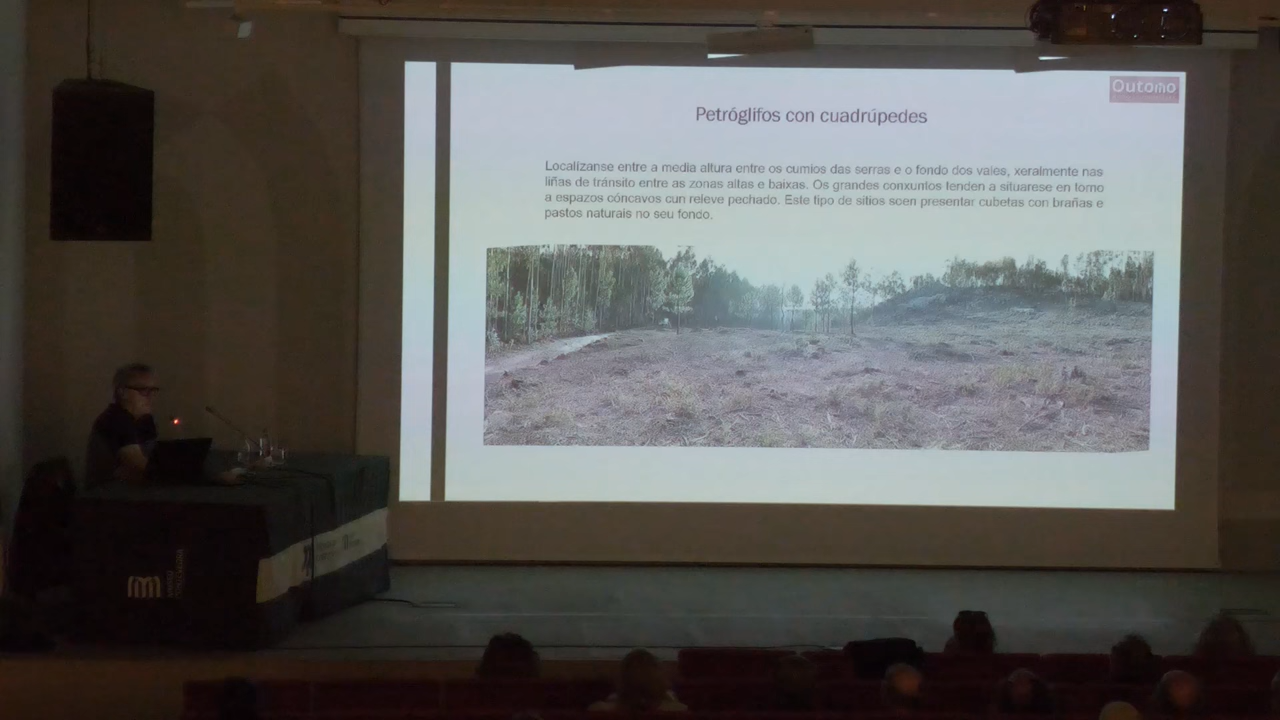 Outono
Petróglifos con cuadrúpedes
Localízanse entre a media altura entre os cumios das serras e o fondo dos vales, xeralmente nas
liñas de tránsito entre as zonas altas e baixas. Os grandes conxuntos tenden a situarese en torno
a espazos cóncavos cun releve pechado. Este tipo de sitios soen presentar cubetas con brañas e
pastos naturais no seu fondo.